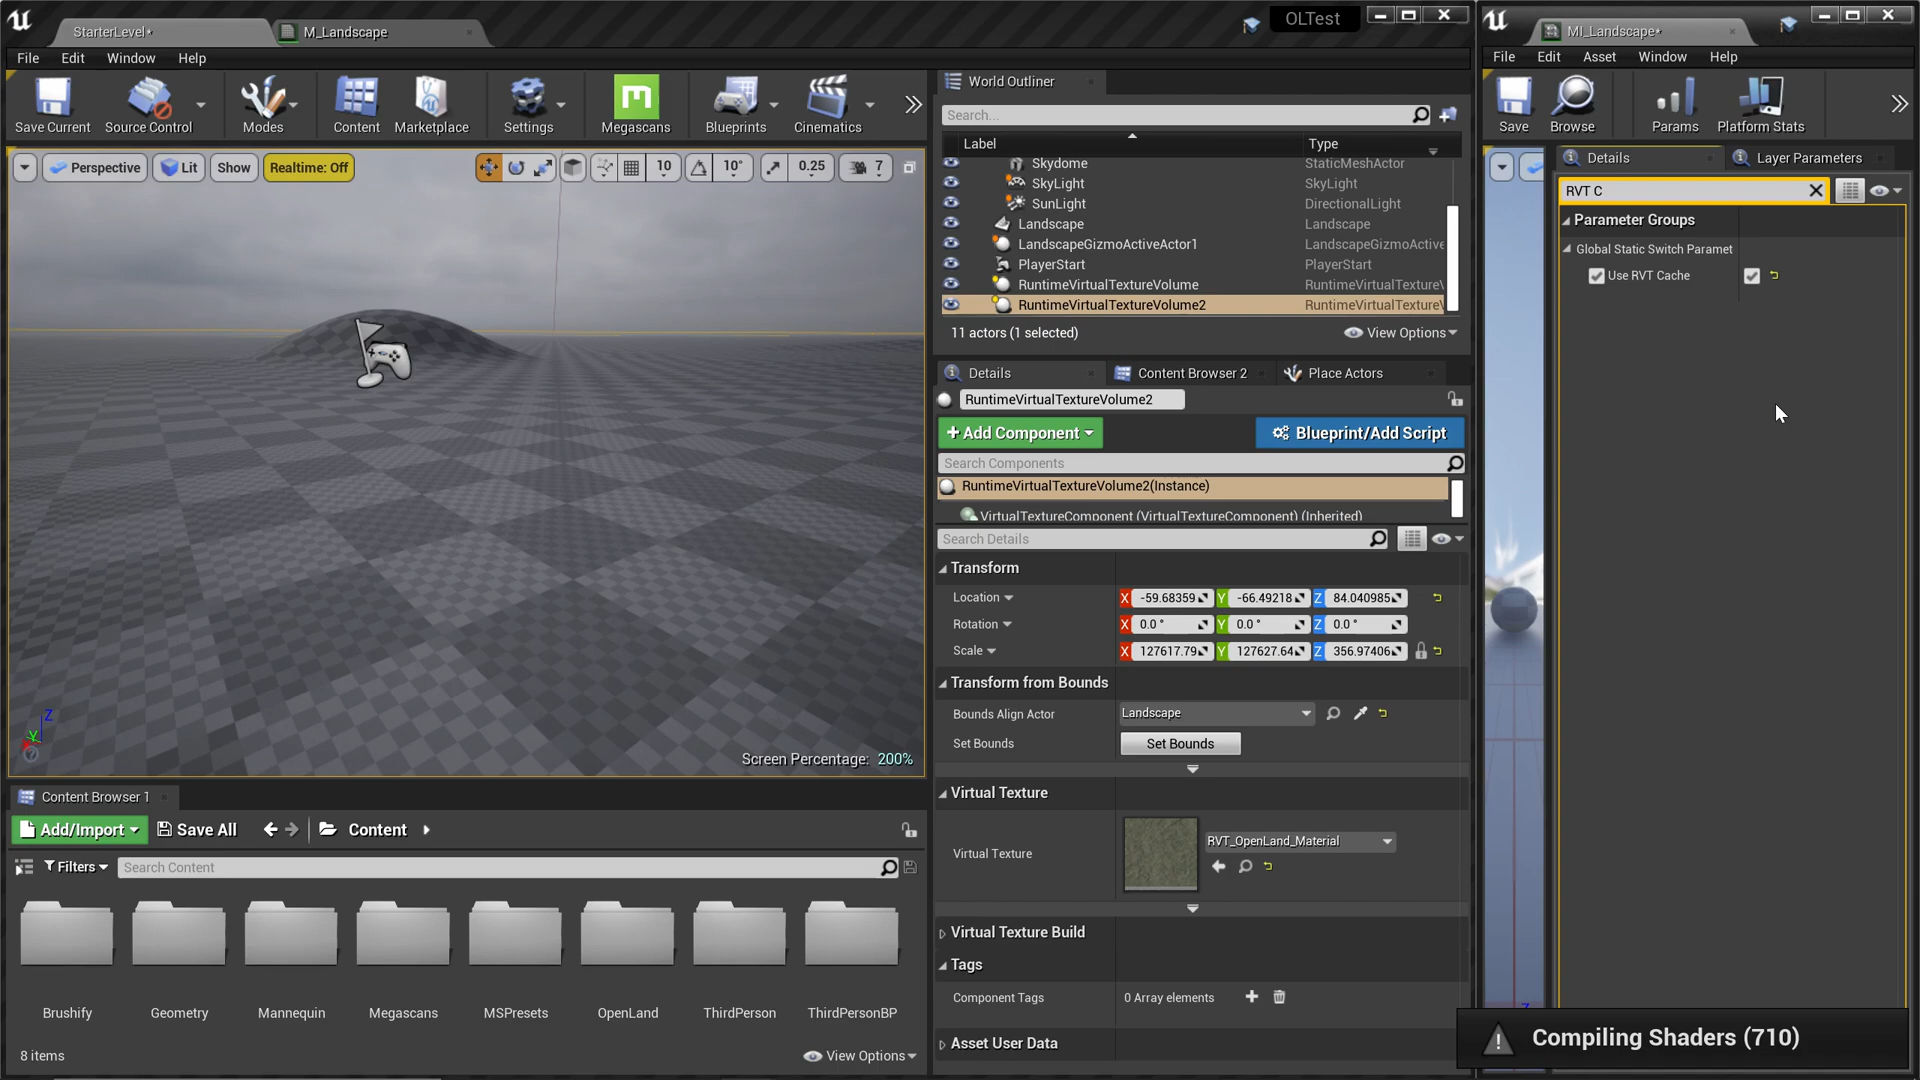 StarterLevel*
M_Landscape
OLTest
File Edit Window Help
Save Current
Source Control
Modes
Content
Marketplace
Settings
Megascans
Blueprints
Cinematics
Perspective
Lit
Show
Realtime: Off
10
10°
0.25
7
Z
Y
Screen Percentage: 200%
Content Browser 1
Add/Import
Save All
Content
Filters
Search Content
Brushify
Geometry
Mannequin
Megascans
MSPresets
OpenLand
ThirdPerson
ThirdPersonBP
8 items
View Options
World Outliner
Search...
Label Type
Skydome StaticMeshActor
SkyLight SkyLight
SunLight DirectionalLight
Landscape Landscape
LandscapeGizmoActiveActor1 LandscapeGizmoActive
PlayerStart PlayerStart
RuntimeVirtualTextureVolume RuntimeVirtualTexture
RuntimeVirtualTextureVolume2 RuntimeVirtualTexture
11 actors (1 selected)
View Options
Details
Content Browser 2
Place Actors
RuntimeVirtualTextureVolume2
+ Add Component
Blueprint/Add Script
Search Components
RuntimeVirtualTextureVolume2(Instance)
VirtualTextureComponent (VirtualTextureComponent) (Inherited)
Search Details
Transform
Location X -59.68359 Y -66.49218 Z 84.040985
Rotation X 0.0 ° Y 0.0 ° Z 0.0 °
Scale X 127617.79 Y 127627.64 Z 356.97406
Transform from Bounds
Bounds Align Actor Landscape
Set Bounds Set Bounds
Virtual Texture
Virtual Texture RVT_OpenLand_Material
Virtual Texture Build
Tags
Component Tags 0 Array elements
Asset User Data
MI_Landscape*
File Edit Asset Window Help
Save
Browse
Params
Platform Stats
Details
Layer Parameters
RVT C
Parameter Groups
Global Static Switch Paramet
Use RVT Cache
Z
Compiling Shaders (710)